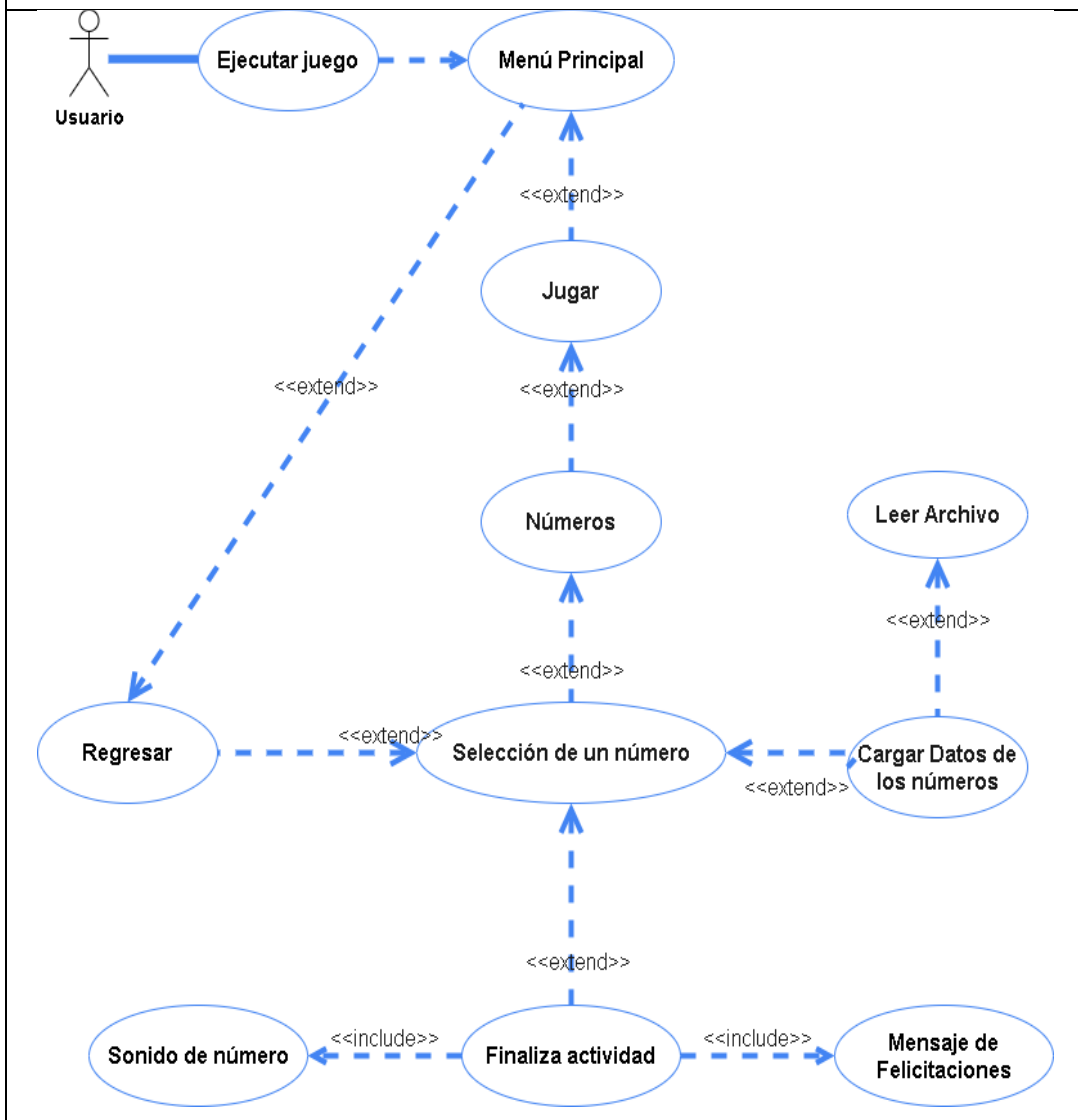 Ejecutar juego
Menú Principal
Usuario
<<extend>>
Jugar
<<extend>>
<<extend>>
Números
Leer Archivo
<<extend>>
<<extend>>
Regresar
<<extend>>
Selección de un número
Cargar Datos de
los números
<<extend>>
<<extend>>
Sonido de número
<<include>>
Finaliza actividad
<<include>>
Mensaje de
Felicitaciones